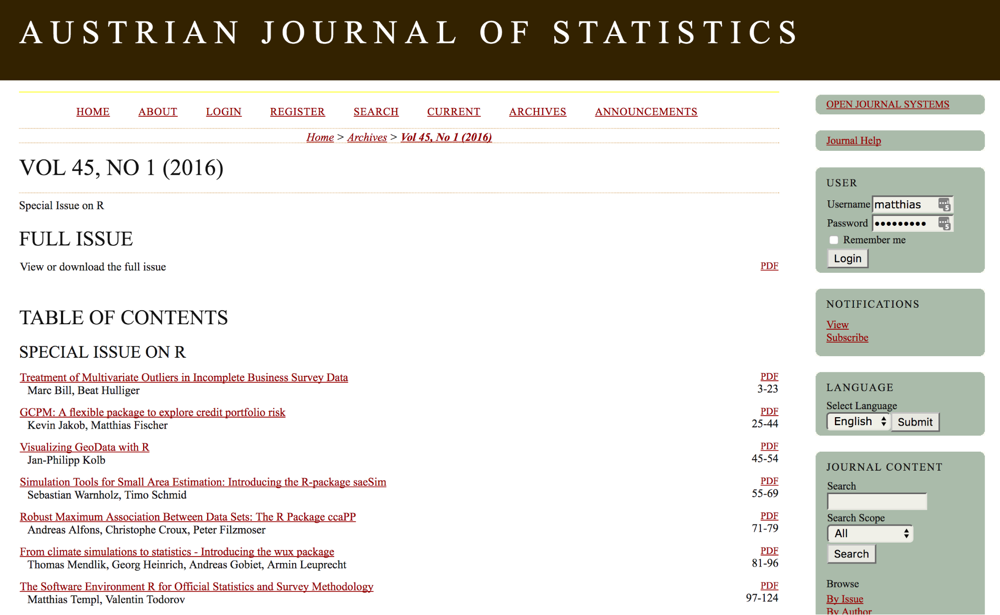 AUSTRIAN JOURNAL OF STATISTICS
HOME ABOUT LOGIN REGISTER SEARCH CURRENT ARCHIVES ANNOUNCEMENTS
Home > Archives > Vol 45, No 1 (2016)
VOL 45, NO 1 (2016)
Special Issue on R
FULL ISSUE
View or download the full issue PDF
TABLE OF CONTENTS
SPECIAL ISSUE ON R
Treatment of Multivariate Outliers in Incomplete Business Survey Data PDF
Marc Bill, Beat Hulliger 3-23
GCPM: A flexible package to explore credit portfolio risk PDF
Kevin Jakob, Matthias Fischer 25-44
Visualizing GeoData with R PDF
Jan-Philipp Kolb 45-54
Simulation Tools for Small Area Estimation: Introducing the R-package saeSim PDF
Sebastian Warnholz, Timo Schmid 55-69
Robust Maximum Association Between Data Sets: The R Package ccaPP PDF
Andreas Alfons, Christophe Croux, Peter Filzmoser 71-79
From climate simulations to statistics - Introducing the wux package PDF
Thomas Mendlik, Georg Heinrich, Andreas Gobiet, Armin Leuprecht 81-96
The Software Environment R for Official Statistics and Survey Methodology PDF
Matthias Templ, Valentin Todorov 97-124
OPEN JOURNAL SYSTEMS
Journal Help
USER
Username matthias 5
Password ••••••••• 5
Remember me
Login
NOTIFICATIONS
View
Subscribe
LANGUAGE
Select Language
English Submit
JOURNAL CONTENT
Search
Search Scope
All
Search
Browse
By Issue
By Author